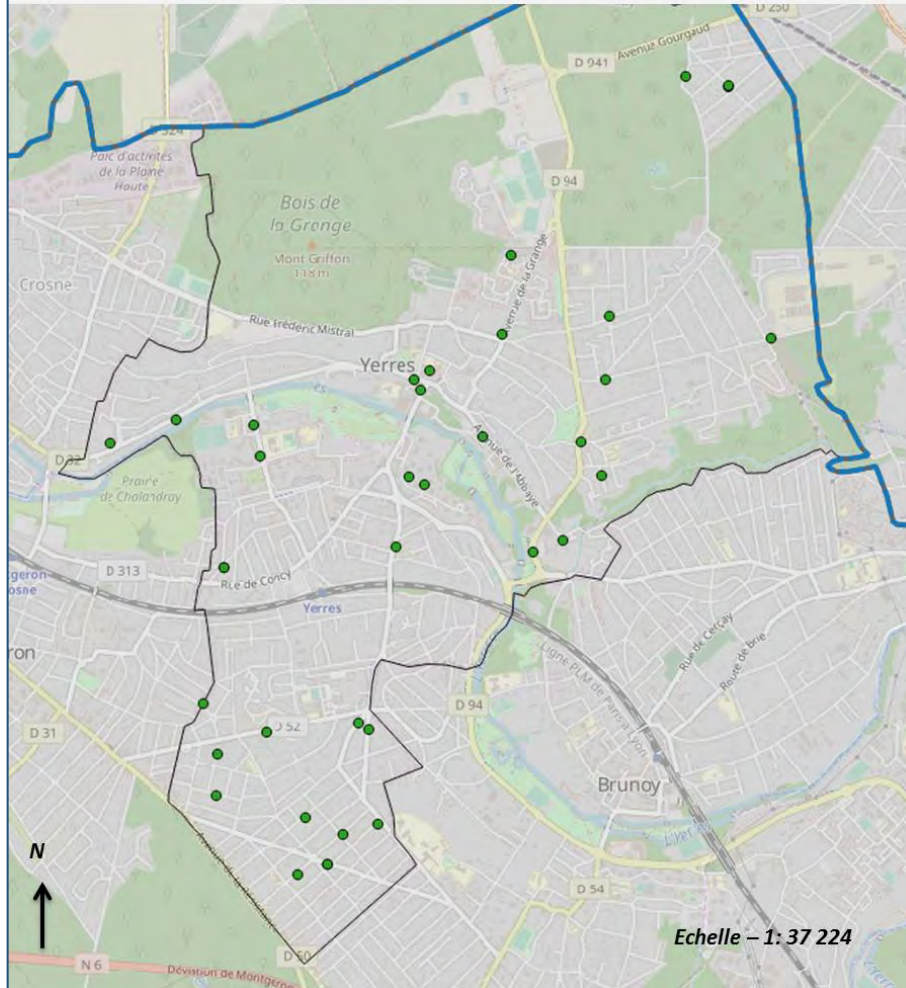 D 250
Avenue Gourgaud
D 941
D 324
Parc d'activités
de la Plaine
Haute
D 94
Bois de
la Grange
Mont Griffon
118 m
Crosne
Avenue de la Grange
Rue Frédéric Mistral
Yerres
Avenue de l'Abbaye
D 32
Prairie
de Chalandray
D 313
Rue de Concy
Yerres
Rue de Cerçay
Route de Brie
Ligne PLM de Paris à Lyon
D 94
D 52
D 31
Brunoy
L'Yerres
N
D 54
Echelle – 1: 37 224
D 50
N 6
Déviation de Montgeron